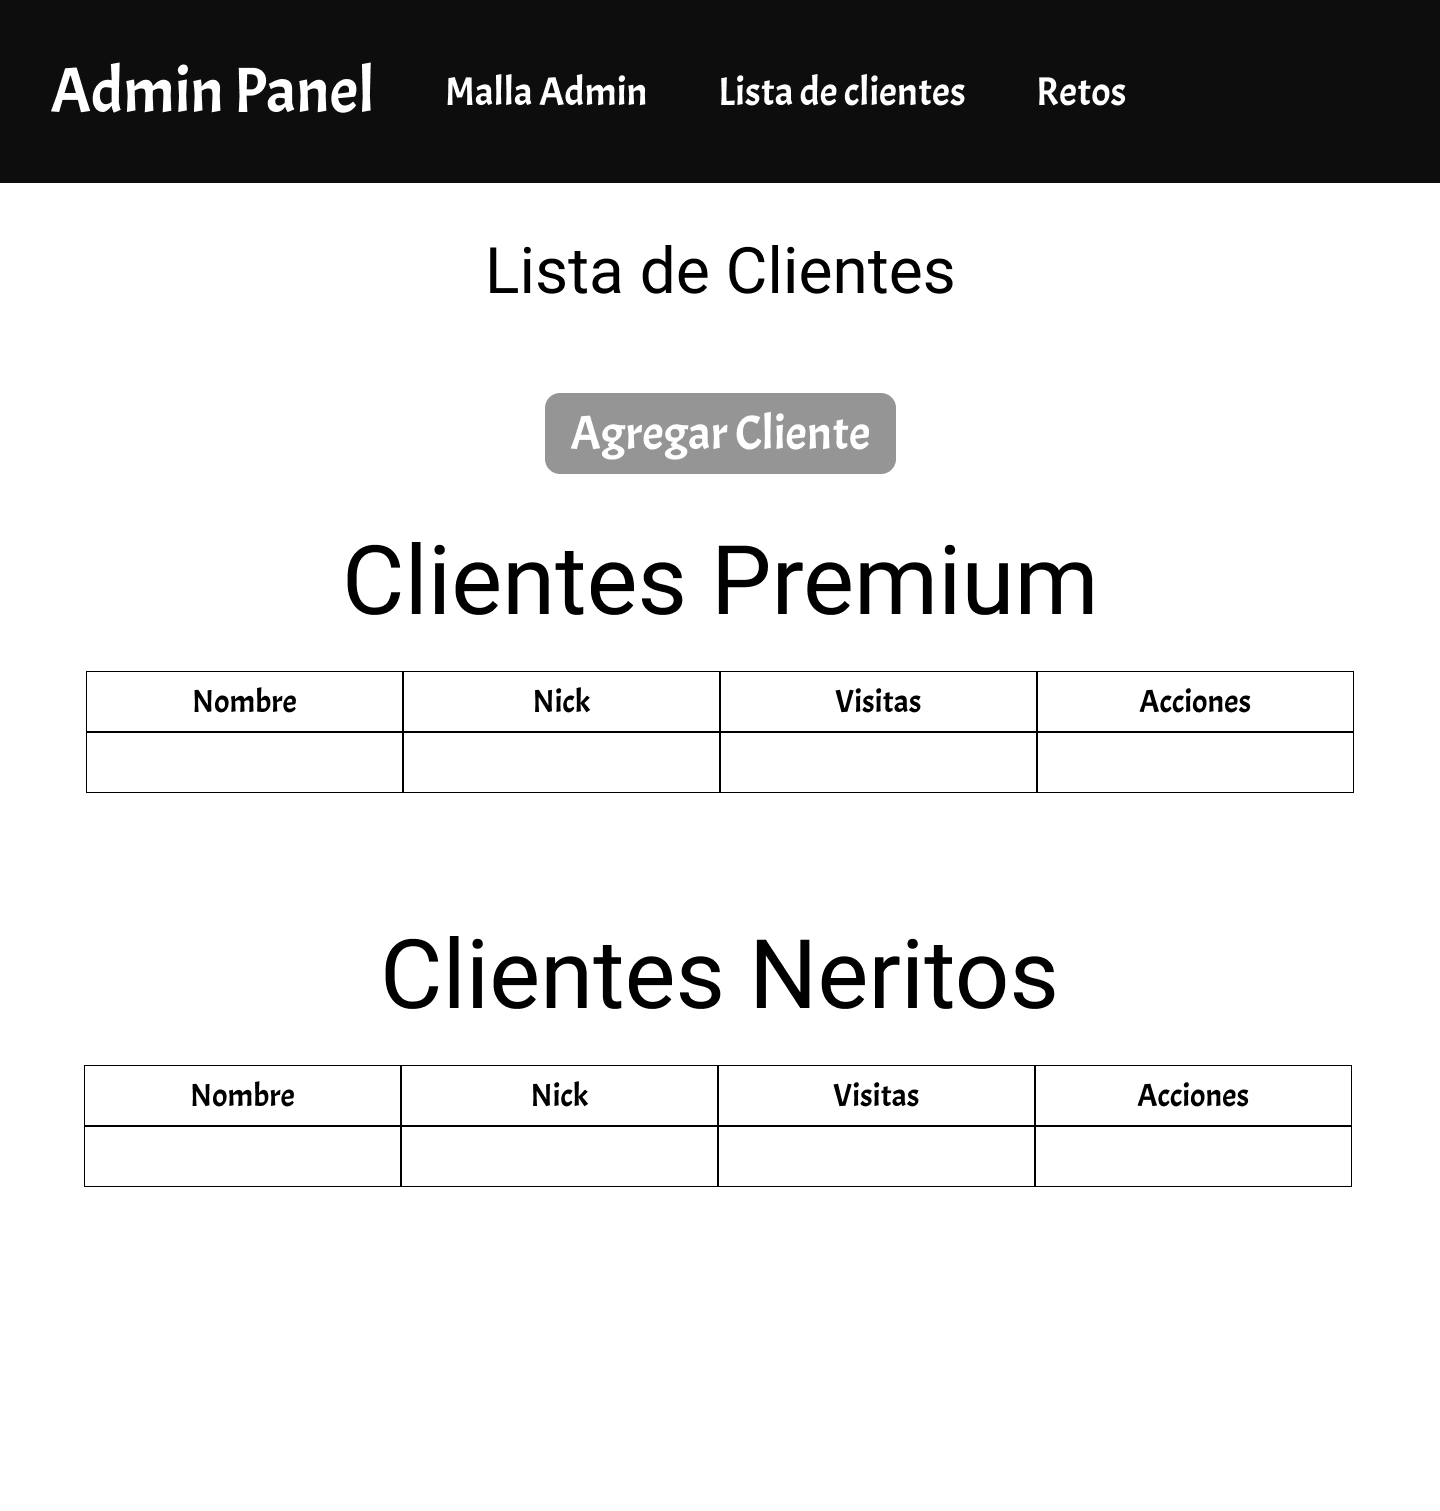 Admin Panel Malla Admin Lista de clientes Retos
Lista de Clientes
Agregar Cliente
Clientes Premium
Nombre Nick Visitas Acciones
Clientes Neritos
Nombre Nick Visitas Acciones